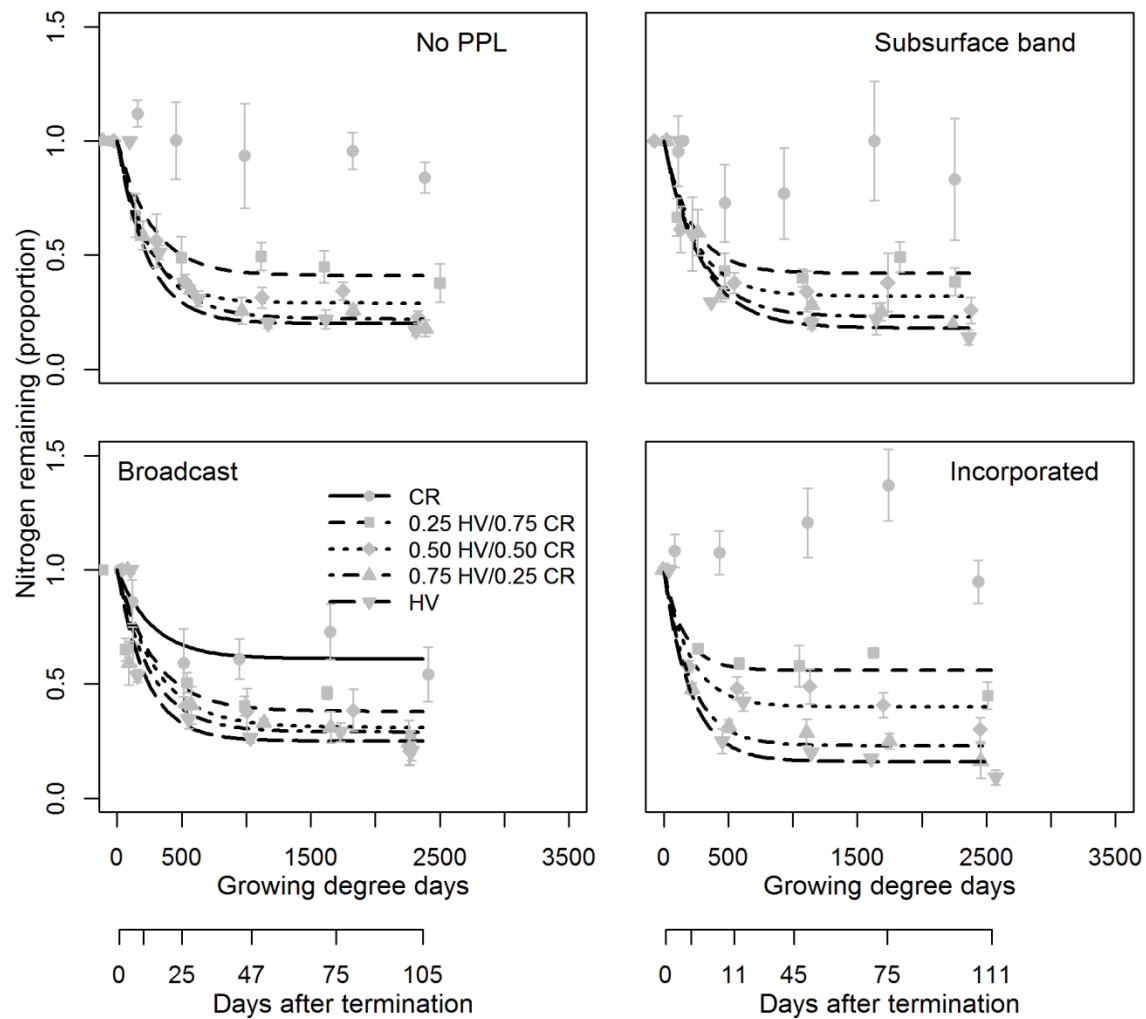 No PPL
Subsurface band
1.5
1.0
0.5
0.0
Nitrogen remaining (proportion)
Broadcast
Incorporated
CR
0.25 HV/0.75 CR
0.50 HV/0.50 CR
0.75 HV/0.25 CR
HV
1.5
1.0
0.5
0.0
0 500 1500 2500 3500
Growing degree days
0 500 1500 2500 3500
Growing degree days
0 25 47 75 105
Days after termination
0 11 45 75 111
Days after termination